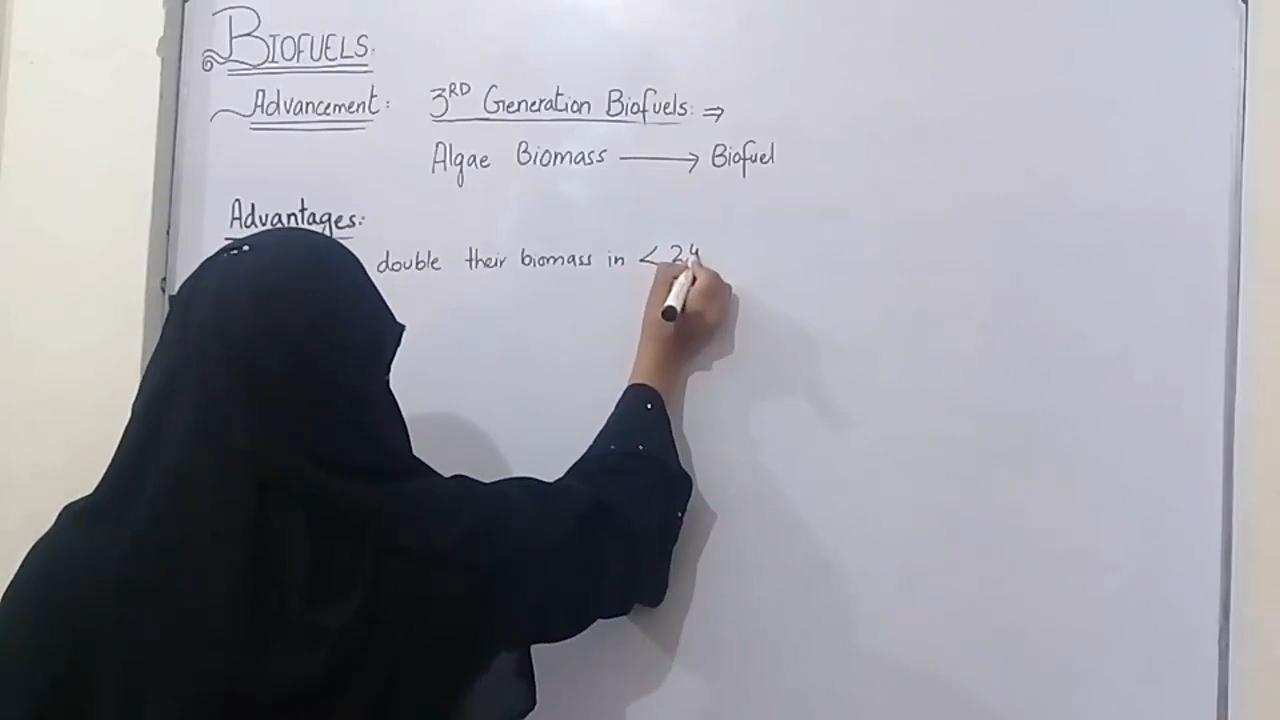 BIOFUELS.
Advancement: 3RD Generation Biofuels: ⇒
Algae Biomass ⟶ Biofuel
Advantages:
double their biomass in < 24